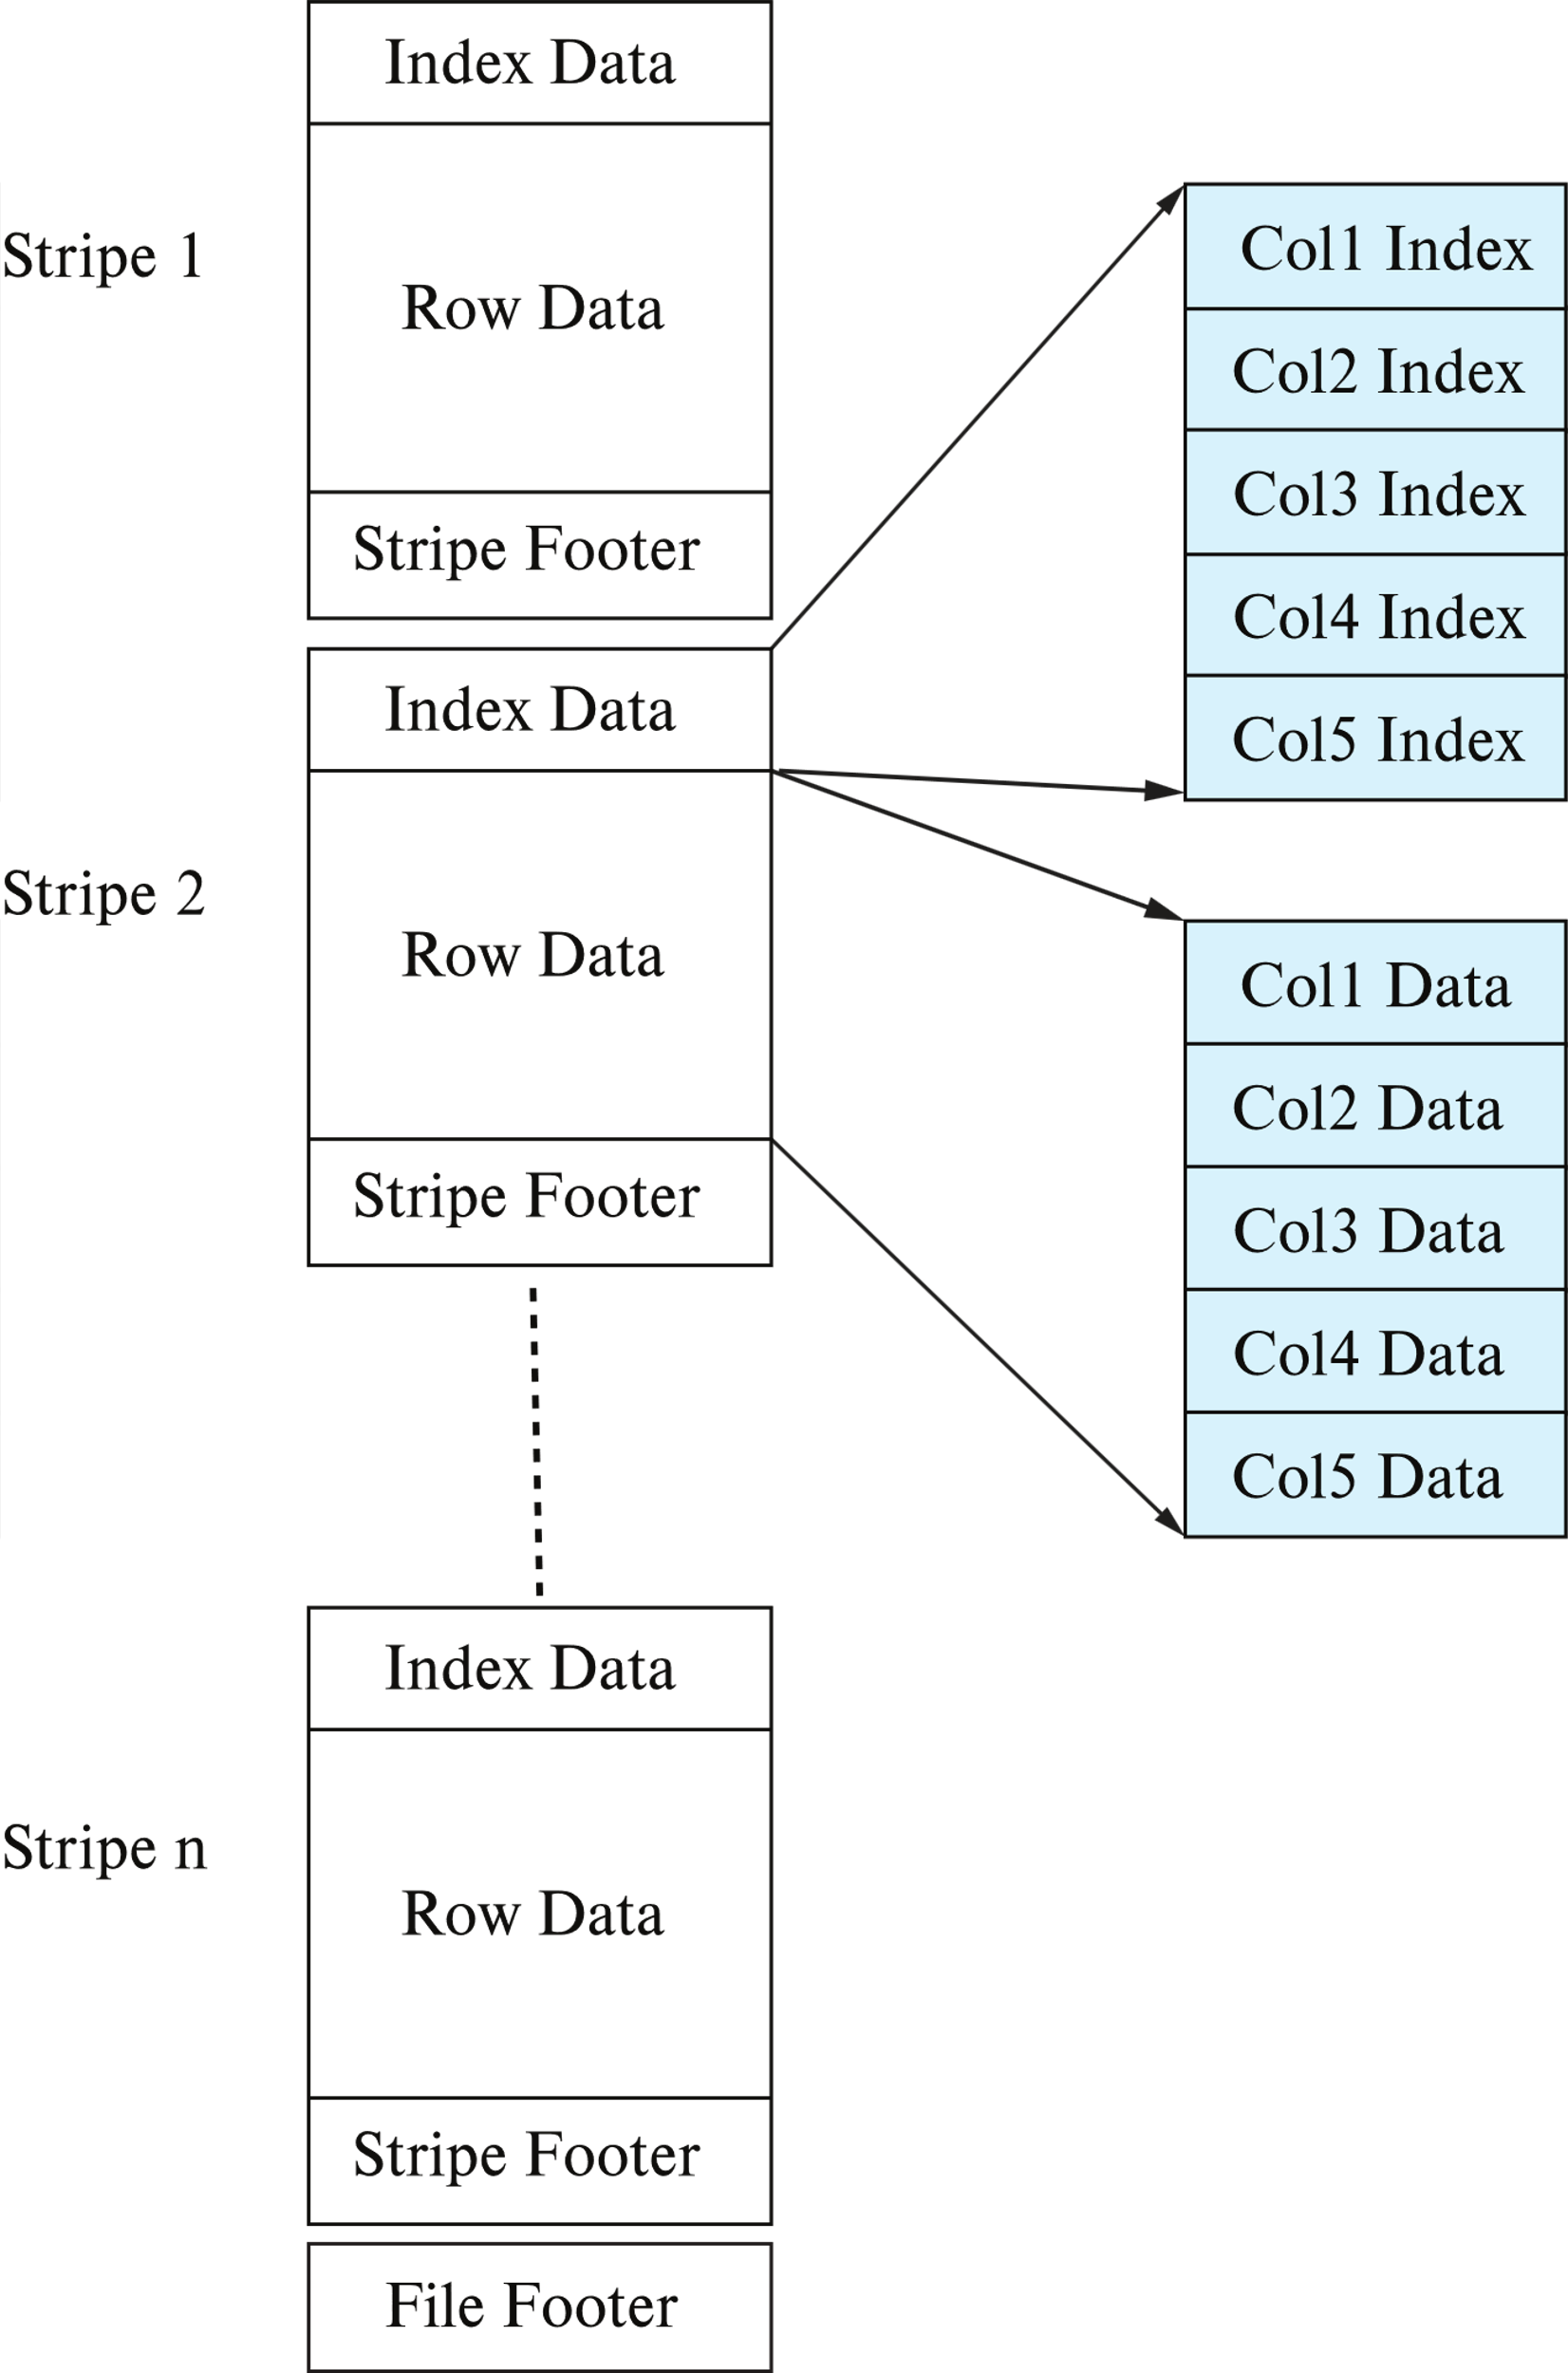 Index Data
Stripe 1
Row Data
Stripe Footer
Col1 Index
Col2 Index
Col3 Index
Col4 Index
Col5 Index
Index Data
Stripe 2
Row Data
Stripe Footer
Col1 Data
Col2 Data
Col3 Data
Col4 Data
Col5 Data
Index Data
Stripe n
Row Data
Stripe Footer
File Footer